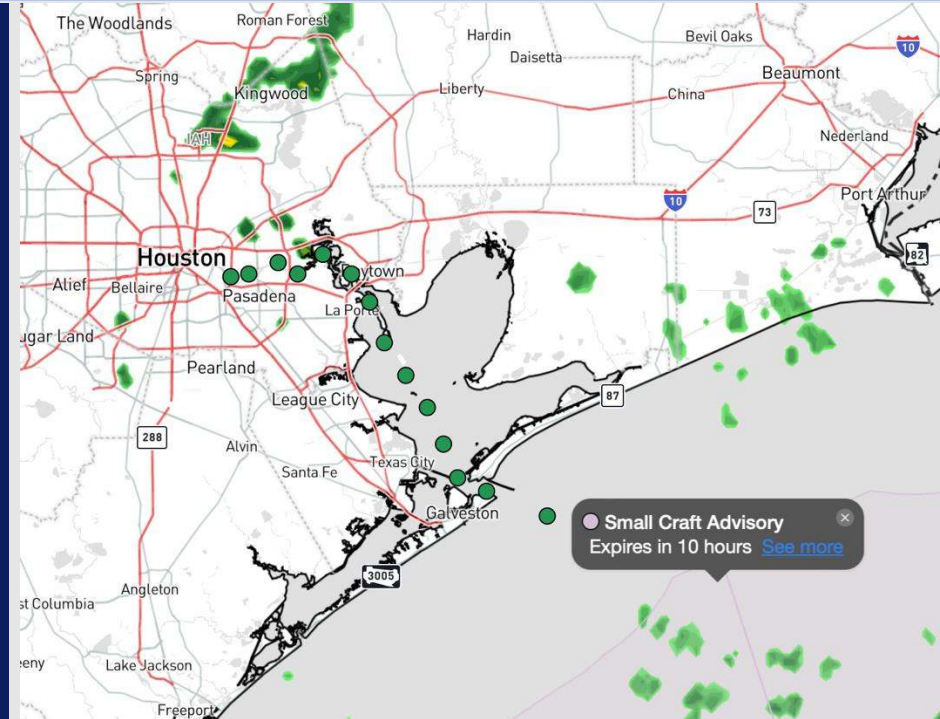 The Woodlands
Roman Forest
Hardin
Bevil Oaks
10
Daisetta
Spring
Beaumont
Kingwood
Liberty
China
IAH
Nederland
10
73
Port Arthur
Houston
82
Baytown
Alief
Bellaire
Pasadena
La Porte
ugar Land
Pearland
87
League City
288
Alvin
Texas City
Santa Fe
Galveston
Small Craft Advisory
Expires in 10 hours See more
3005
Angleton
st Columbia
eny
Lake Jackson
Freeport